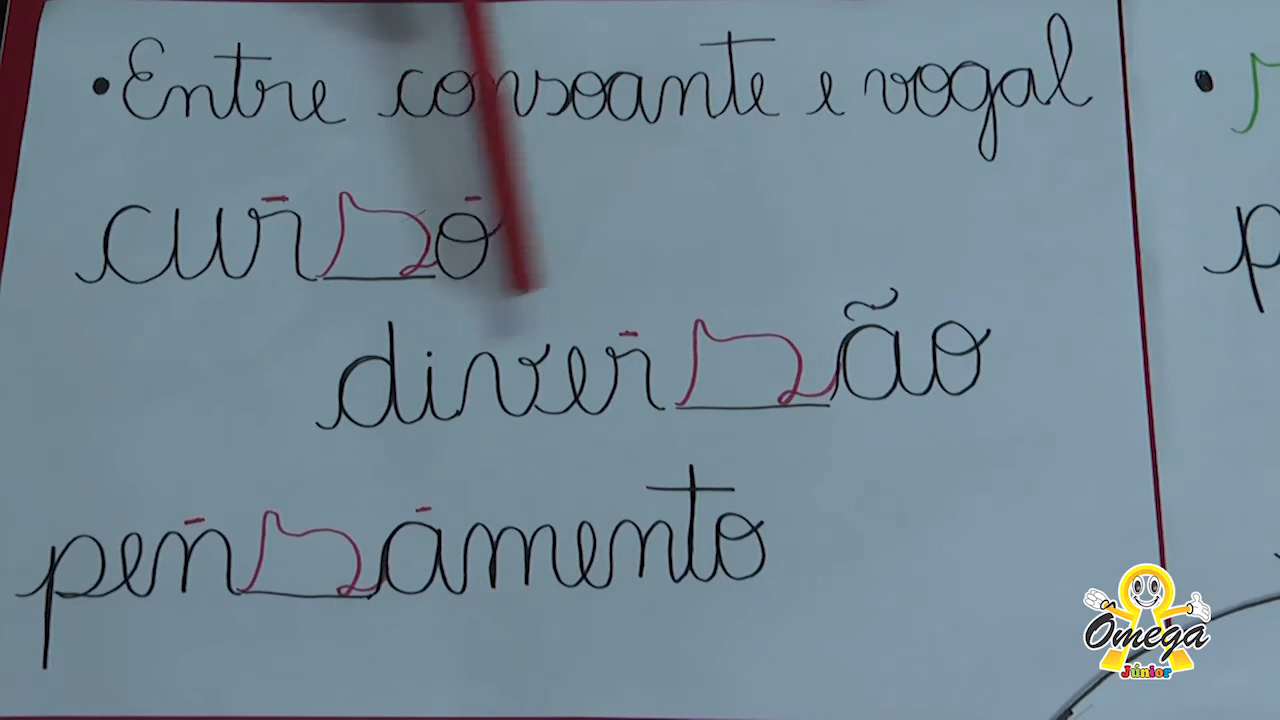 • Entre consoante e vogal
curso
diversão
pensamento
Ômega
Júnior